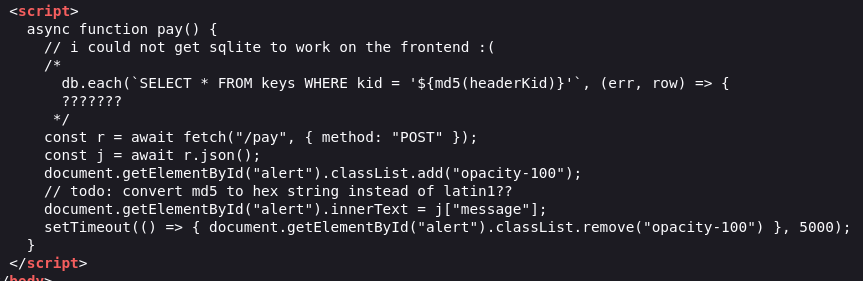 <script>
async function pay() {
// i could not get sqlite to work on the frontend :(
/*
db.each(`SELECT * FROM keys WHERE kid = '${md5(headerKid)}'`, (err, row) => {
???????
*/
const r = await fetch("/pay", { method: "POST" });
const j = await r.json();
document.getElementById("alert").classList.add("opacity-100");
// todo: convert md5 to hex string instead of latin1??
document.getElementById("alert").innerText = j["message"];
setTimeout(() => { document.getElementById("alert").classList.remove("opacity-100") }, 5000);
}
</script>
/body>